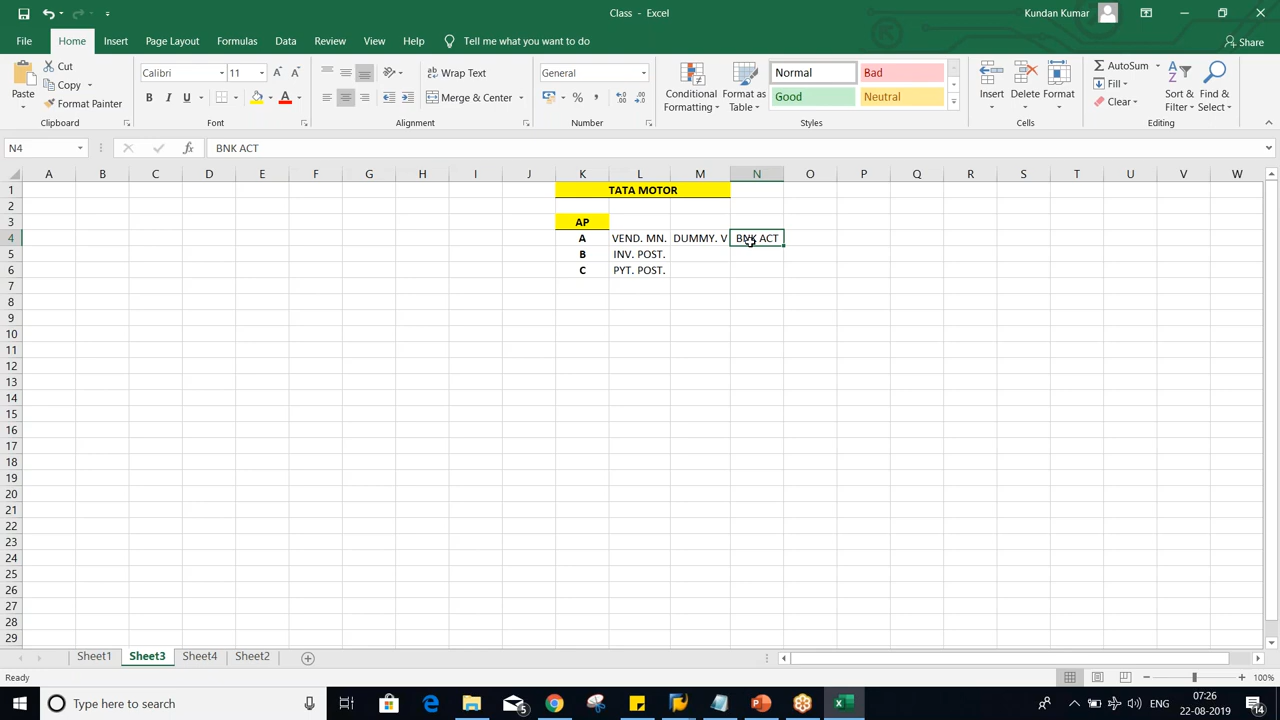 Class - Excel
Kundan Kumar
File Home Insert Page Layout Formulas Data Review View Help Tell me what you want to do Share
Paste
Cut
Copy
Format Painter
Clipboard
Calibri 11
B I U
Font
Wrap Text
Merge & Center
Alignment
General
Number
Conditional Formatting
Format as Table
Normal Bad
Good Neutral
Styles
Insert Delete Format
Cells
AutoSum
Fill
Clear
Sort & Filter
Find & Select
Editing
N4 fx BNK ACT
A B C D E F G H I J K L M N O P Q R S T U V W
1 TATA MOTOR
2
3 AP
4 A VEND. MN. DUMMY. V BNK ACT
5 B INV. POST.
6 C PYT. POST.
7
8
9
10
11
12
13
14
15
16
17
18
19
20
21
22
23
24
25
26
27
28
29
Sheet1 Sheet3 Sheet4 Sheet2
Ready 100%
Type here to search
5
07:26
22-08-2019
14